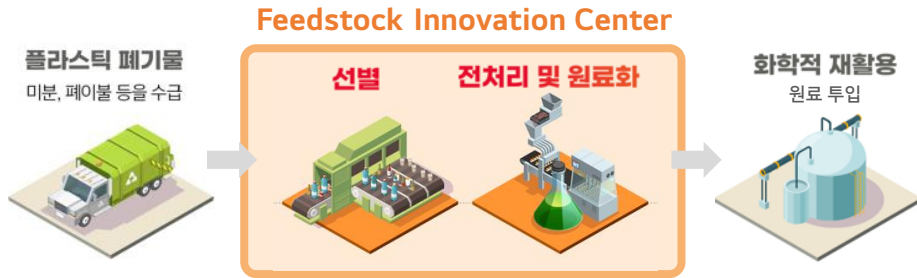 Feedstock Innovation Center
플라스틱 폐기물
미분, 페이불 등을 수급
선별
전처리 및 원료화
화학적 재활용
원료 투입